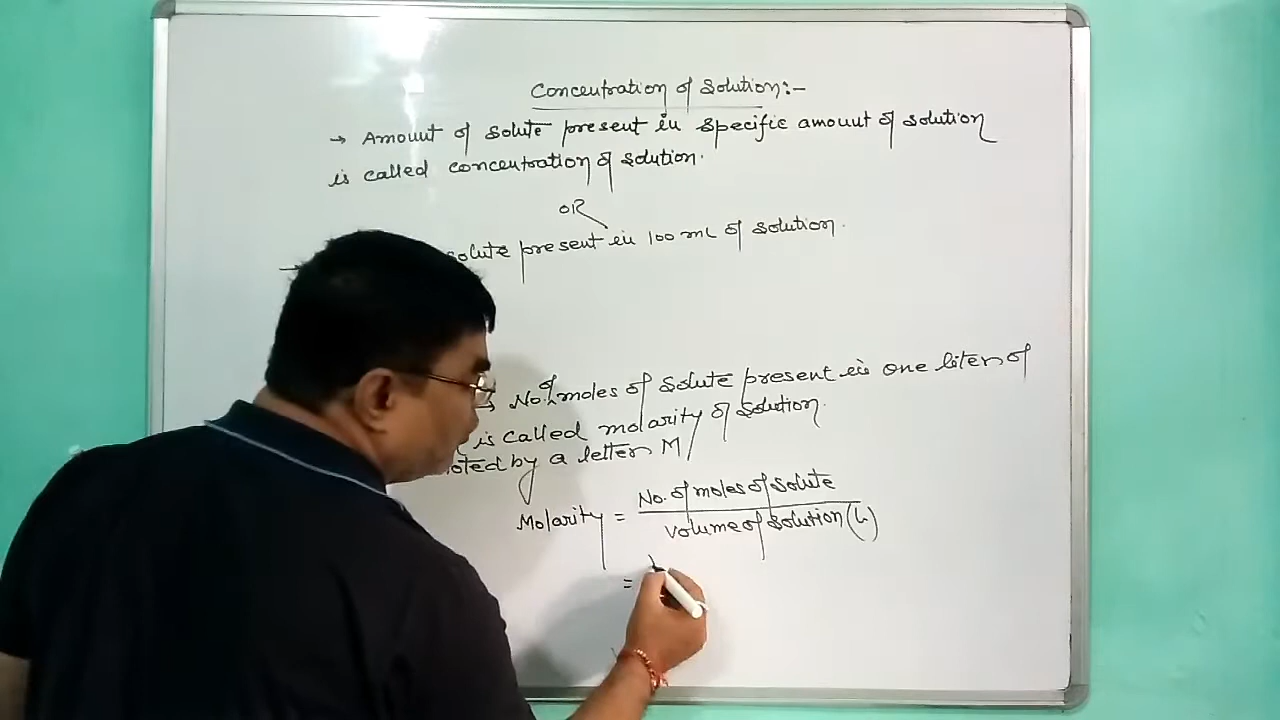 Concentration of Solution:-
→ Amount of solute present in specific amount of solution
is called concentration of solution.
OR
→ solute present in 100 mL of solution.
→ No. of moles of solute present in one liter of
is called molarity of solution.
oted by a letter M
Molarity = No. of moles of solute
Volume of solution (L)
=